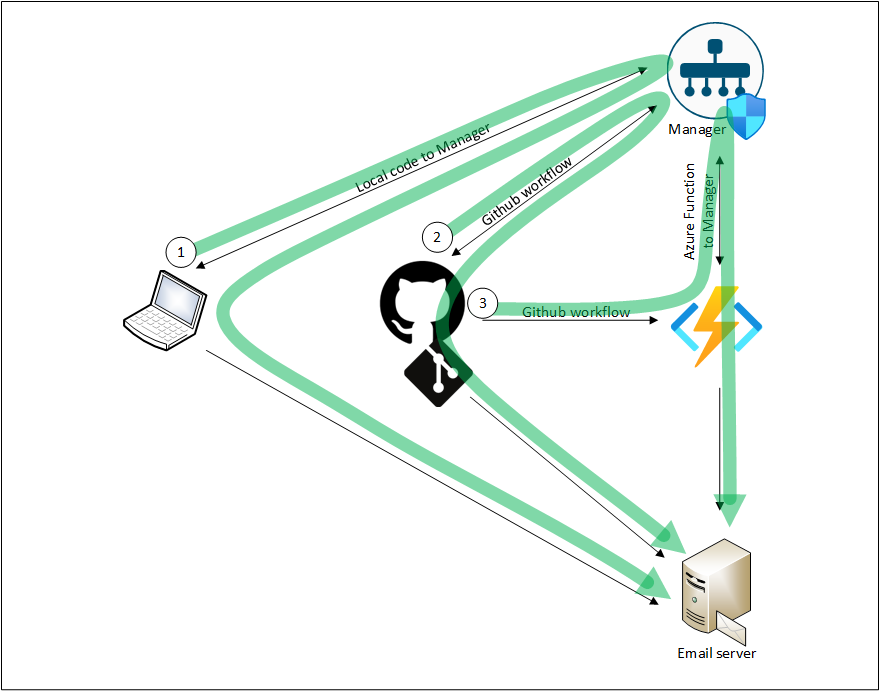 Manager
Local code to Manager
Github workflow
Azure Function
to Manager
1
2
3
Github workflow
Email server